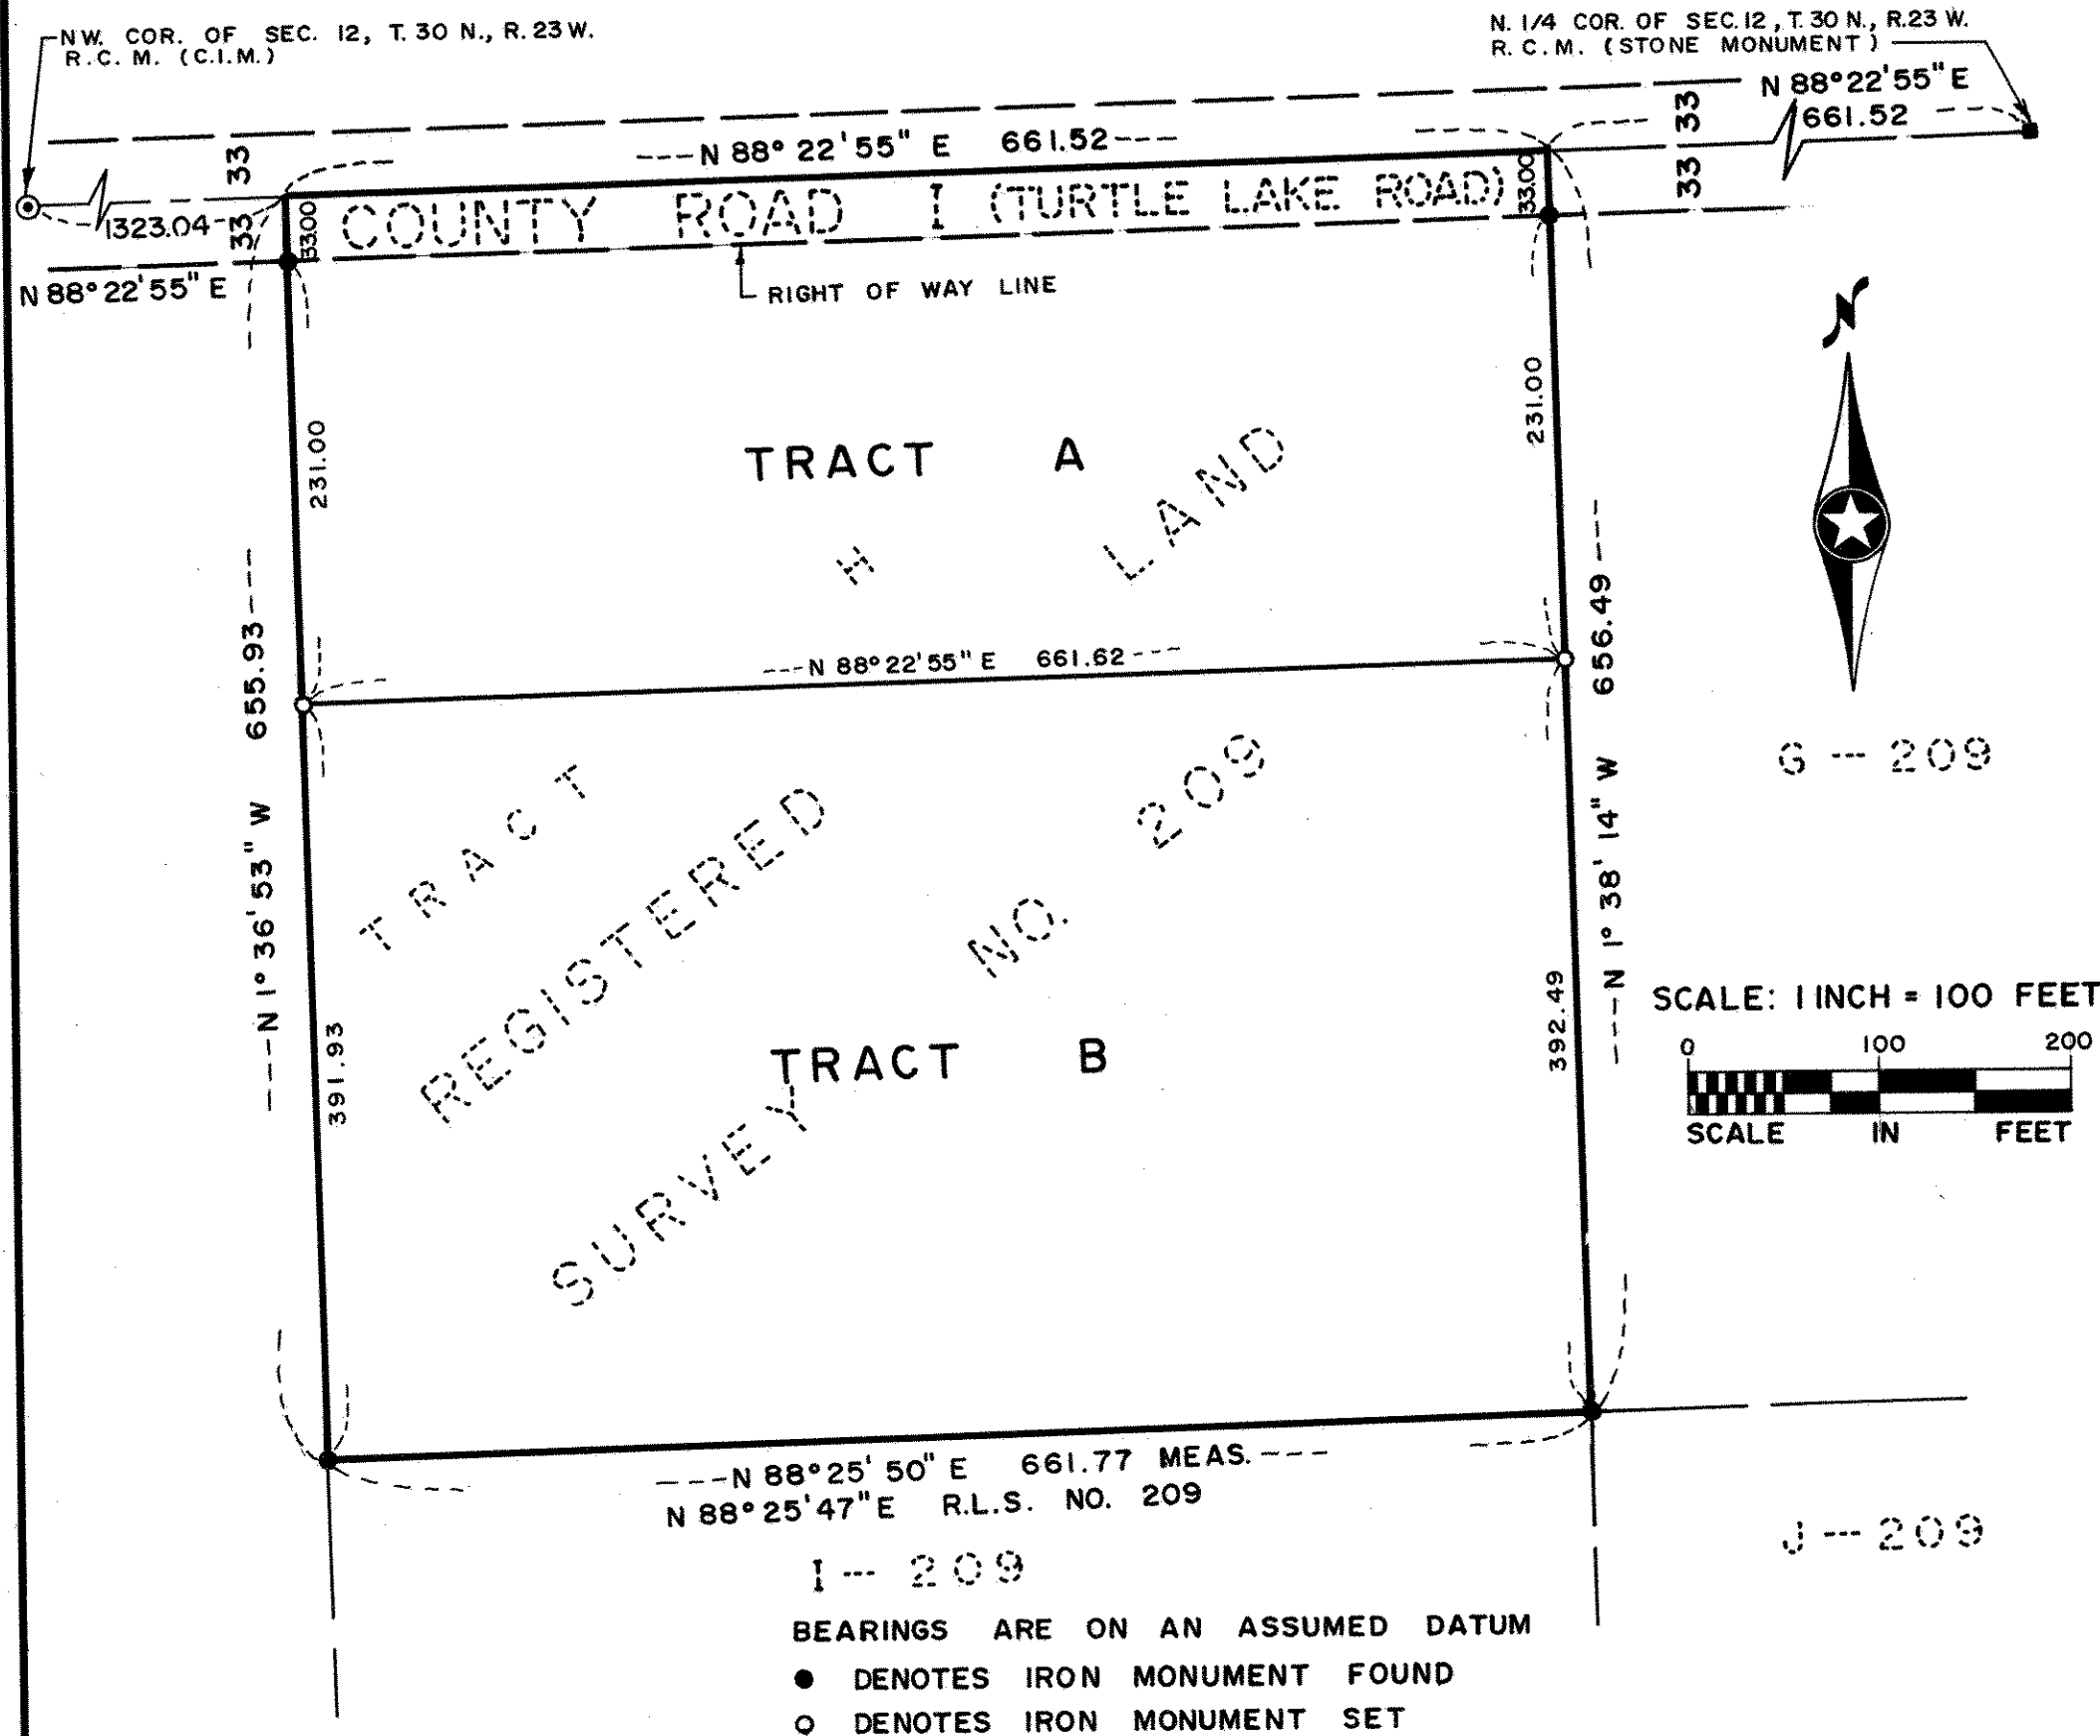 NW. COR. OF SEC. 12, T. 30 N., R. 23 W.
R.C.M. (C.I.M.)
N. 1/4 COR. OF SEC. 12, T. 30 N., R. 23 W.
R.C.M. (STONE MONUMENT)
N 88° 22' 55" E
661.52
33
33
33
33
---N 88° 22' 55" E 661.52---
1323.04
N 88° 22' 55" E
33.00
COUNTY ROAD I (TURTLE LAKE ROAD)
33.00
RIGHT OF WAY LINE
N
231.00
231.00
TRACT A
H
LAND
---N 88° 22' 55" E 661.62---
---N 1° 36' 53" W 655.93---
---N 1° 38' 14" W 656.49---
G --- 209
TRACT
REGISTERED
SURVEY
NO. 209
TRACT B
391.93
392.49
SCALE: 1 INCH = 100 FEET
0 100 200
SCALE IN FEET
---N 88° 25' 50" E 661.77 MEAS.---
N 88° 25' 47" E R.L.S. NO. 209
I --- 209
J --- 209
BEARINGS ARE ON AN ASSUMED DATUM
● DENOTES IRON MONUMENT FOUND
○ DENOTES IRON MONUMENT SET